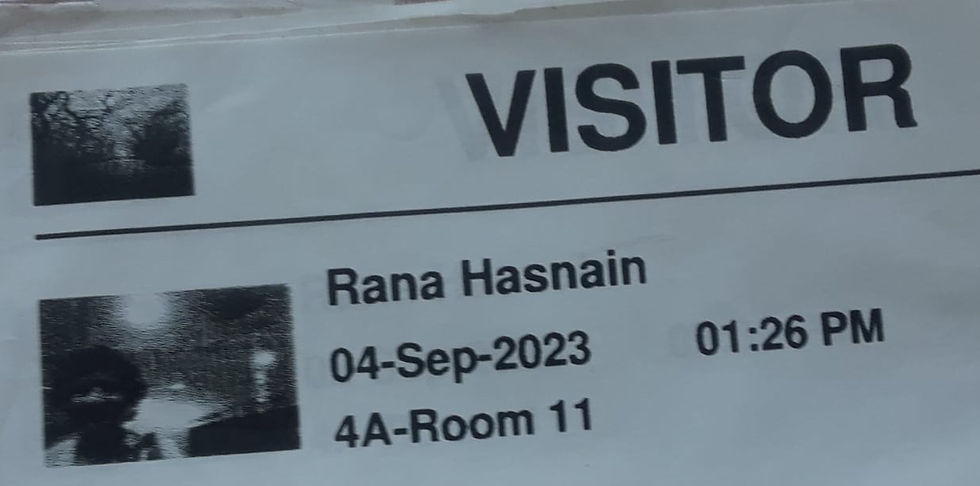 VISITOR
Rana Hasnain
04-Sep-2023 01:26 PM
4A-Room 11